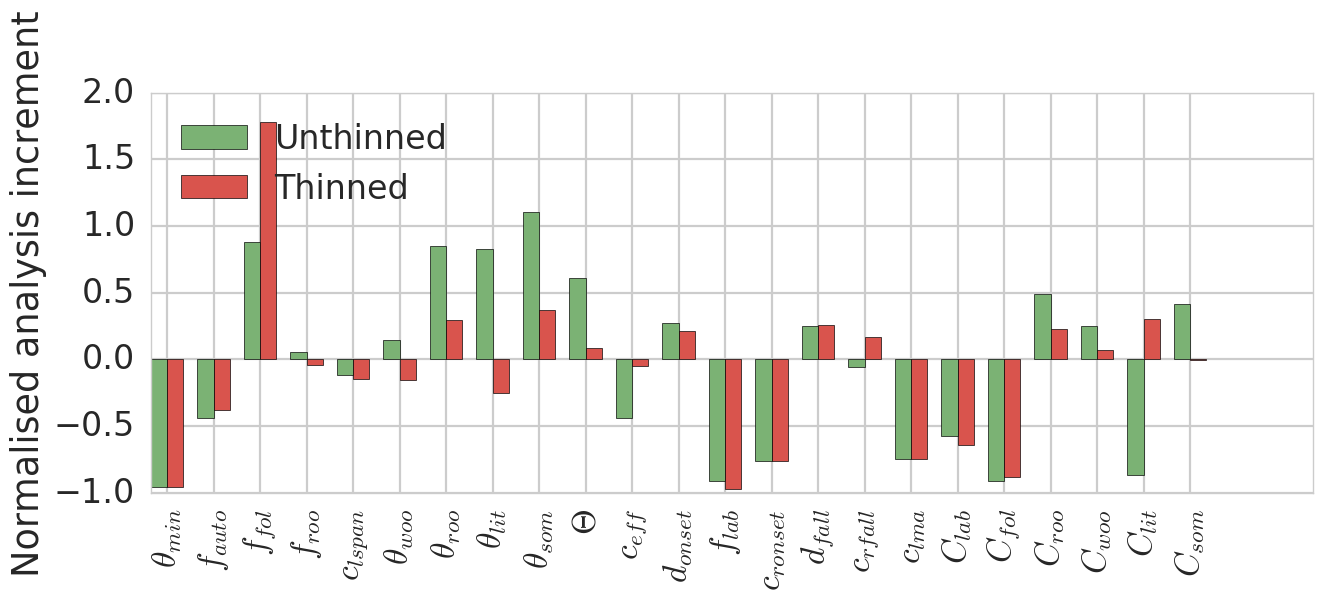 Normalised analysis increment
2.0
1.5
1.0
0.5
0.0
−0.5
−1.0
Unthinned
Thinned
θ_min
f_auto
f_fol
f_roo
c_lspan
θ_woo
θ_roo
θ_lit
θ_som
Θ
c_eff
d_onset
f_lab
c_ronset
d_fall
c_rfall
c_lma
C_lab
C_fol
C_roo
C_woo
C_lit
C_som